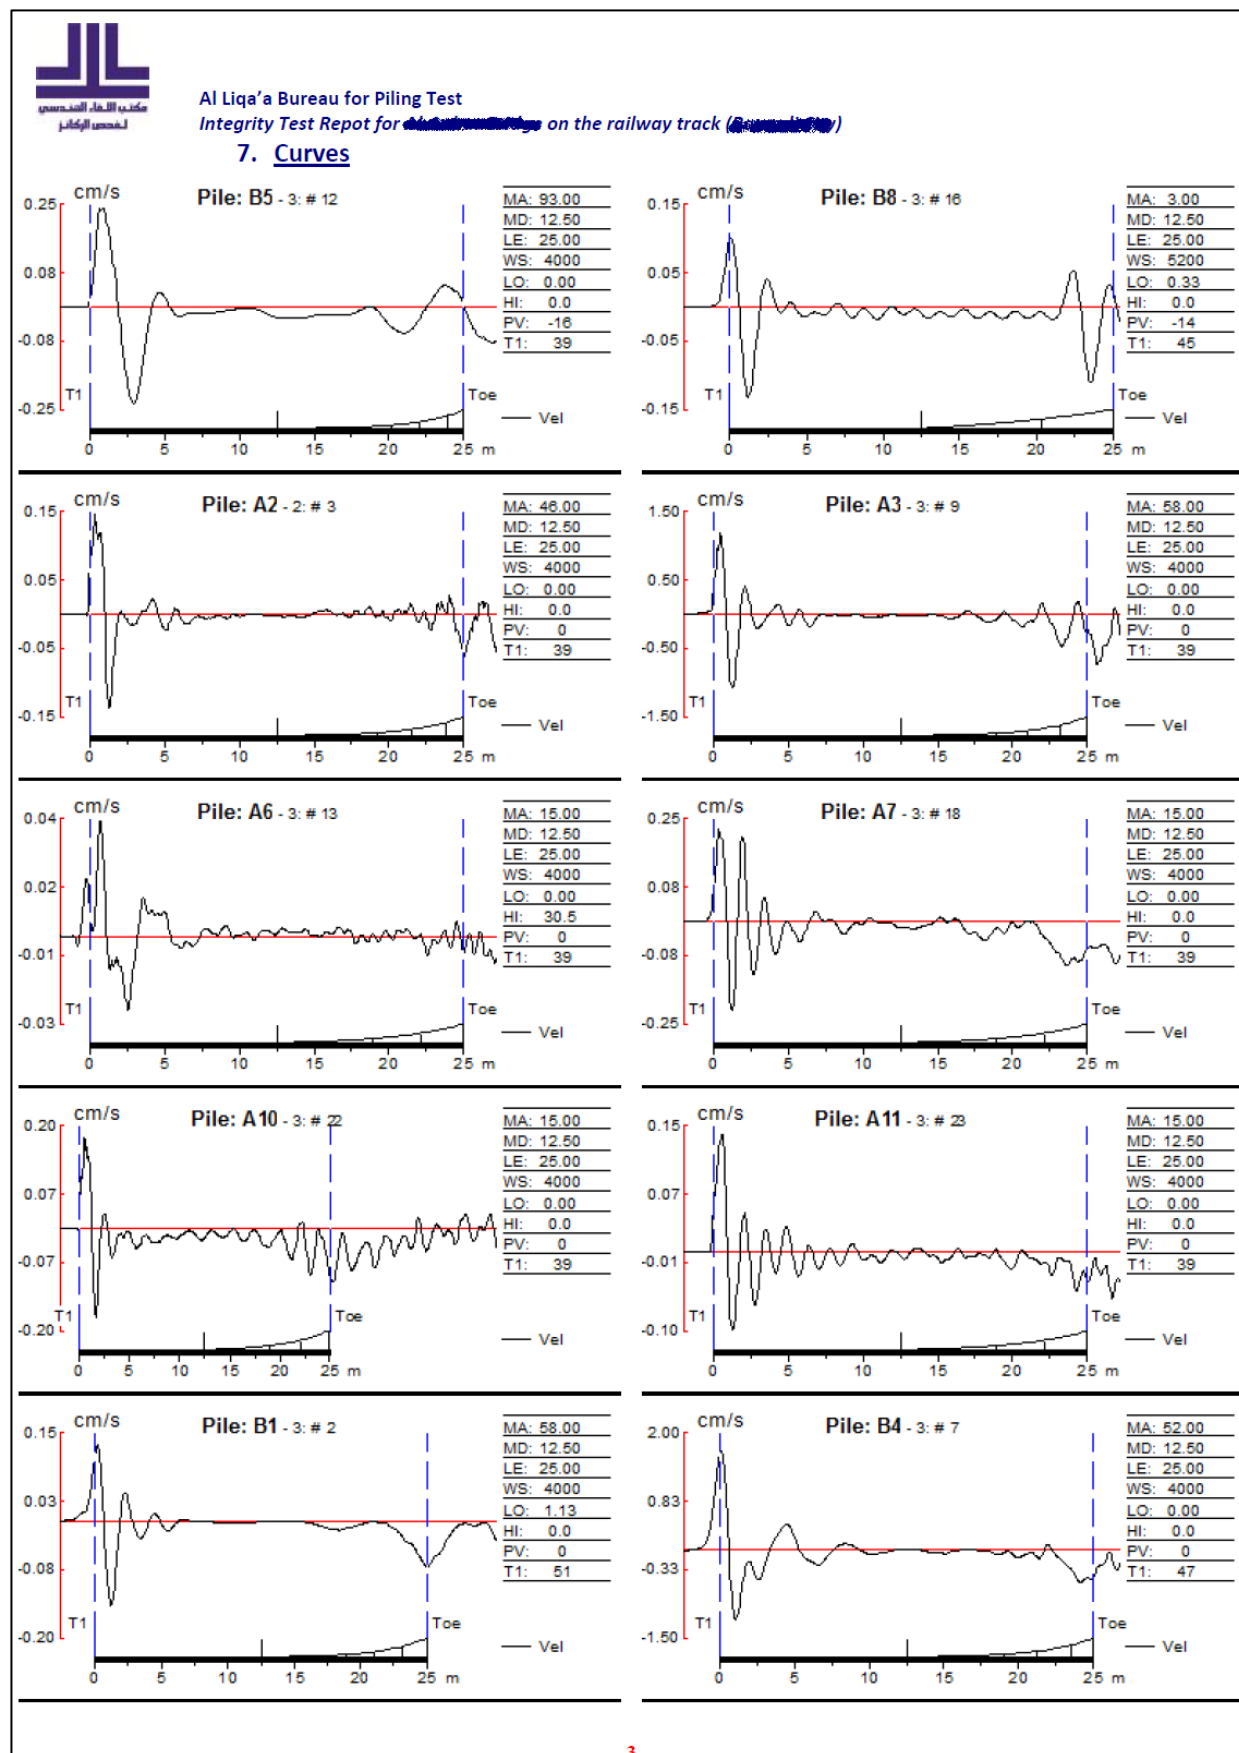 مكتب اللقاء الهندسي
لفحص الركائز
Al Liqa'a Bureau for Piling Test
Integrity Test Repot for on the railway track (
7. Curves
cm/s
Pile: B5 - 3: # 12
0.25
0.08
-0.08
-0.25
T1
Toe
0 5 10 15 20 25 m
MA: 93.00
MD: 12.50
LE: 25.00
WS: 4000
LO: 0.00
HI: 0.0
PV: -16
T1: 39
Vel
cm/s
Pile: B8 - 3: # 16
0.15
0.05
-0.05
-0.15
T1
Toe
0 5 10 15 20 25 m
MA: 3.00
MD: 12.50
LE: 25.00
WS: 5200
LO: 0.33
HI: 0.0
PV: -14
T1: 45
Vel
cm/s
Pile: A2 - 2: # 3
0.15
0.05
-0.05
-0.15
T1
Toe
0 5 10 15 20 25 m
MA: 46.00
MD: 12.50
LE: 25.00
WS: 4000
LO: 0.00
HI: 0.0
PV: 0
T1: 39
Vel
cm/s
Pile: A3 - 3: # 9
1.50
0.50
-0.50
-1.50
T1
Toe
0 5 10 15 20 25 m
MA: 58.00
MD: 12.50
LE: 25.00
WS: 4000
LO: 0.00
HI: 0.0
PV: 0
T1: 39
Vel
cm/s
Pile: A6 - 3: # 13
0.04
0.02
-0.01
-0.03
T1
Toe
0 5 10 15 20 25 m
MA: 15.00
MD: 12.50
LE: 25.00
WS: 4000
LO: 0.00
HI: 30.5
PV: 0
T1: 39
Vel
cm/s
Pile: A7 - 3: # 18
0.25
0.08
-0.08
-0.25
T1
Toe
0 5 10 15 20 25 m
MA: 15.00
MD: 12.50
LE: 25.00
WS: 4000
LO: 0.00
HI: 0.0
PV: 0
T1: 39
Vel
cm/s
Pile: A10 - 3: # 22
0.20
0.07
-0.07
-0.20
T1
Toe
0 5 10 15 20 25 m
MA: 15.00
MD: 12.50
LE: 25.00
WS: 4000
LO: 0.00
HI: 0.0
PV: 0
T1: 39
Vel
cm/s
Pile: A11 - 3: # 23
0.15
0.07
-0.01
-0.10
T1
Toe
0 5 10 15 20 25 m
MA: 15.00
MD: 12.50
LE: 25.00
WS: 4000
LO: 0.00
HI: 0.0
PV: 0
T1: 39
Vel
cm/s
Pile: B1 - 3: # 2
0.15
0.03
-0.08
-0.20
T1
Toe
0 5 10 15 20 25 m
MA: 58.00
MD: 12.50
LE: 25.00
WS: 4000
LO: 1.13
HI: 0.0
PV: 0
T1: 51
Vel
cm/s
Pile: B4 - 3: # 7
2.00
0.83
-0.33
-1.50
T1
Toe
0 5 10 15 20 25 m
MA: 52.00
MD: 12.50
LE: 25.00
WS: 4000
LO: 0.00
HI: 0.0
PV: 0
T1: 47
Vel
3